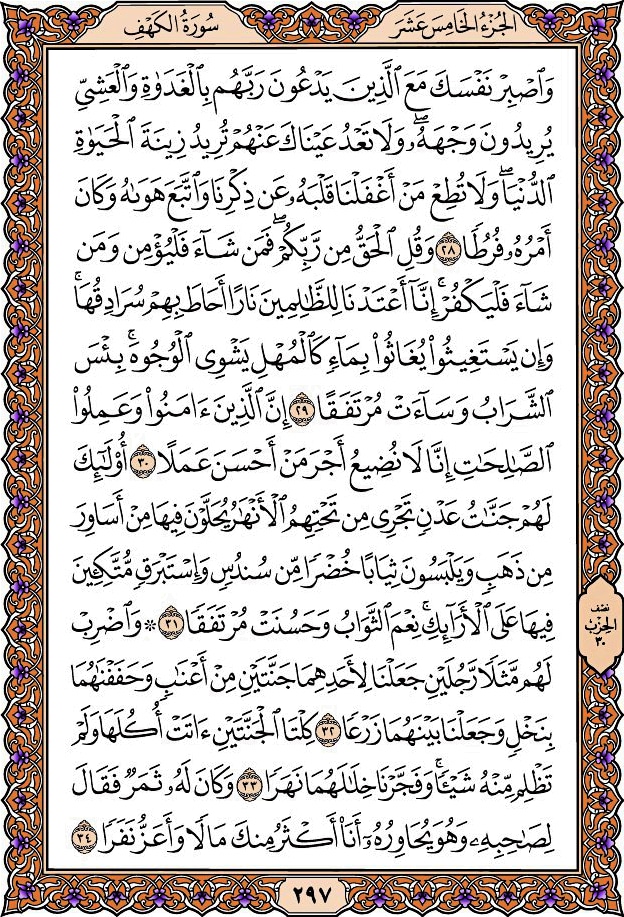 الجُزْءُ الخَامِسَ عَشَرَ
سُورَةُ الكَهْفِ
وَٱصْبِرْ نَفْسَكَ مَعَ ٱلَّذِينَ يَدْعُونَ رَبَّهُم بِٱلْغَدَوٰةِ وَٱلْعَشِىِّ
يُرِيدُونَ وَجْهَهُۥۖ وَلَا تَعْدُ عَيْنَاكَ عَنْهُمْ تُرِيدُ زِينَةَ ٱلْحَيَوٰةِ
ٱلدُّنْيَاۖ وَلَا تُطِعْ مَنْ أَغْفَلْنَا قَلْبَهُۥ عَن ذِكْرِنَا وَٱتَّبَعَ هَوَىٰهُ وَكَانَ
أَمْرُهُۥ فُرُطًا ٢٨ وَقُلِ ٱلْحَقُّ مِن رَّبِّكُمْۖ فَمَن شَآءَ فَلْيُؤْمِن وَمَن
شَآءَ فَلْيَكْفُرْۚ إِنَّآ أَعْتَدْنَا لِلظَّٰلِمِينَ نَارًا أَحَاطَ بِهِمْ سُرَادِقُهَاۚ
وَإِن يَسْتَغِيثُوا۟ يُغَاثُوا۟ بِمَآءٍ كَٱلْمُهْلِ يَشْوِى ٱلْوُجُوهَۚ بِئْسَ
ٱلشَّرَابُ وَسَآءَتْ مُرْتَفَقًا ٢٩ إِنَّ ٱلَّذِينَ ءَامَنُوا۟ وَعَمِلُوا۟
ٱلصَّٰلِحَٰتِ إِنَّا لَا نُضِيعُ أَجْرَ مَنْ أَحْسَنَ عَمَلًا ٣٠ أُو۟لَٰٓئِكَ
لَهُمْ جَنَّٰتُ عَدْنٍ تَجْرِى مِن تَحْتِهِمُ ٱلْأَنْهَٰرُ يُحَلَّوْنَ فِيهَا مِنْ أَسَاوِرَ
مِن ذَهَبٍ وَيَلْبَسُونَ ثِيَابًا خُضْرًا مِّن سُندُسٍ وَإِسْتَبْرَقٍ مُّتَّكِـِٔينَ
فِيهَا عَلَى ٱلْأَرَآئِكِۚ نِعْمَ ٱلثَّوَابُ وَحَسُنَتْ مُرْتَفَقًا ٣١ ۞ وَٱضْرِبْ
لَهُم مَّثَلًا رَّجُلَيْنِ جَعَلْنَا لِأَحَدِهِمَا جَنَّتَيْنِ مِنْ أَعْنَٰبٍ وَحَفَفْنَٰهُمَا
بِنَخْلٍ وَجَعَلْنَا بَيْنَهُمَا زَرْعًا ٣٢ كِلْتَا ٱلْجَنَّتَيْنِ ءَاتَتْ أُكُلَهَا وَلَمْ
تَظْلِم مِّنْهُ شَيْـًٔاۚ وَفَجَّرْنَا خِلَٰلَهُمَا نَهَرًا ٣٣ وَكَانَ لَهُۥ ثَمَرٌ فَقَالَ
لِصَٰحِبِهِۦ وَهُوَ يُحَاوِرُهُۥٓ أَنَا۠ أَكْثَرُ مِنكَ مَالًا وَأَعَزُّ نَفَرًا ٣٤
نصف
الحزب
٣٠
٢٩٧